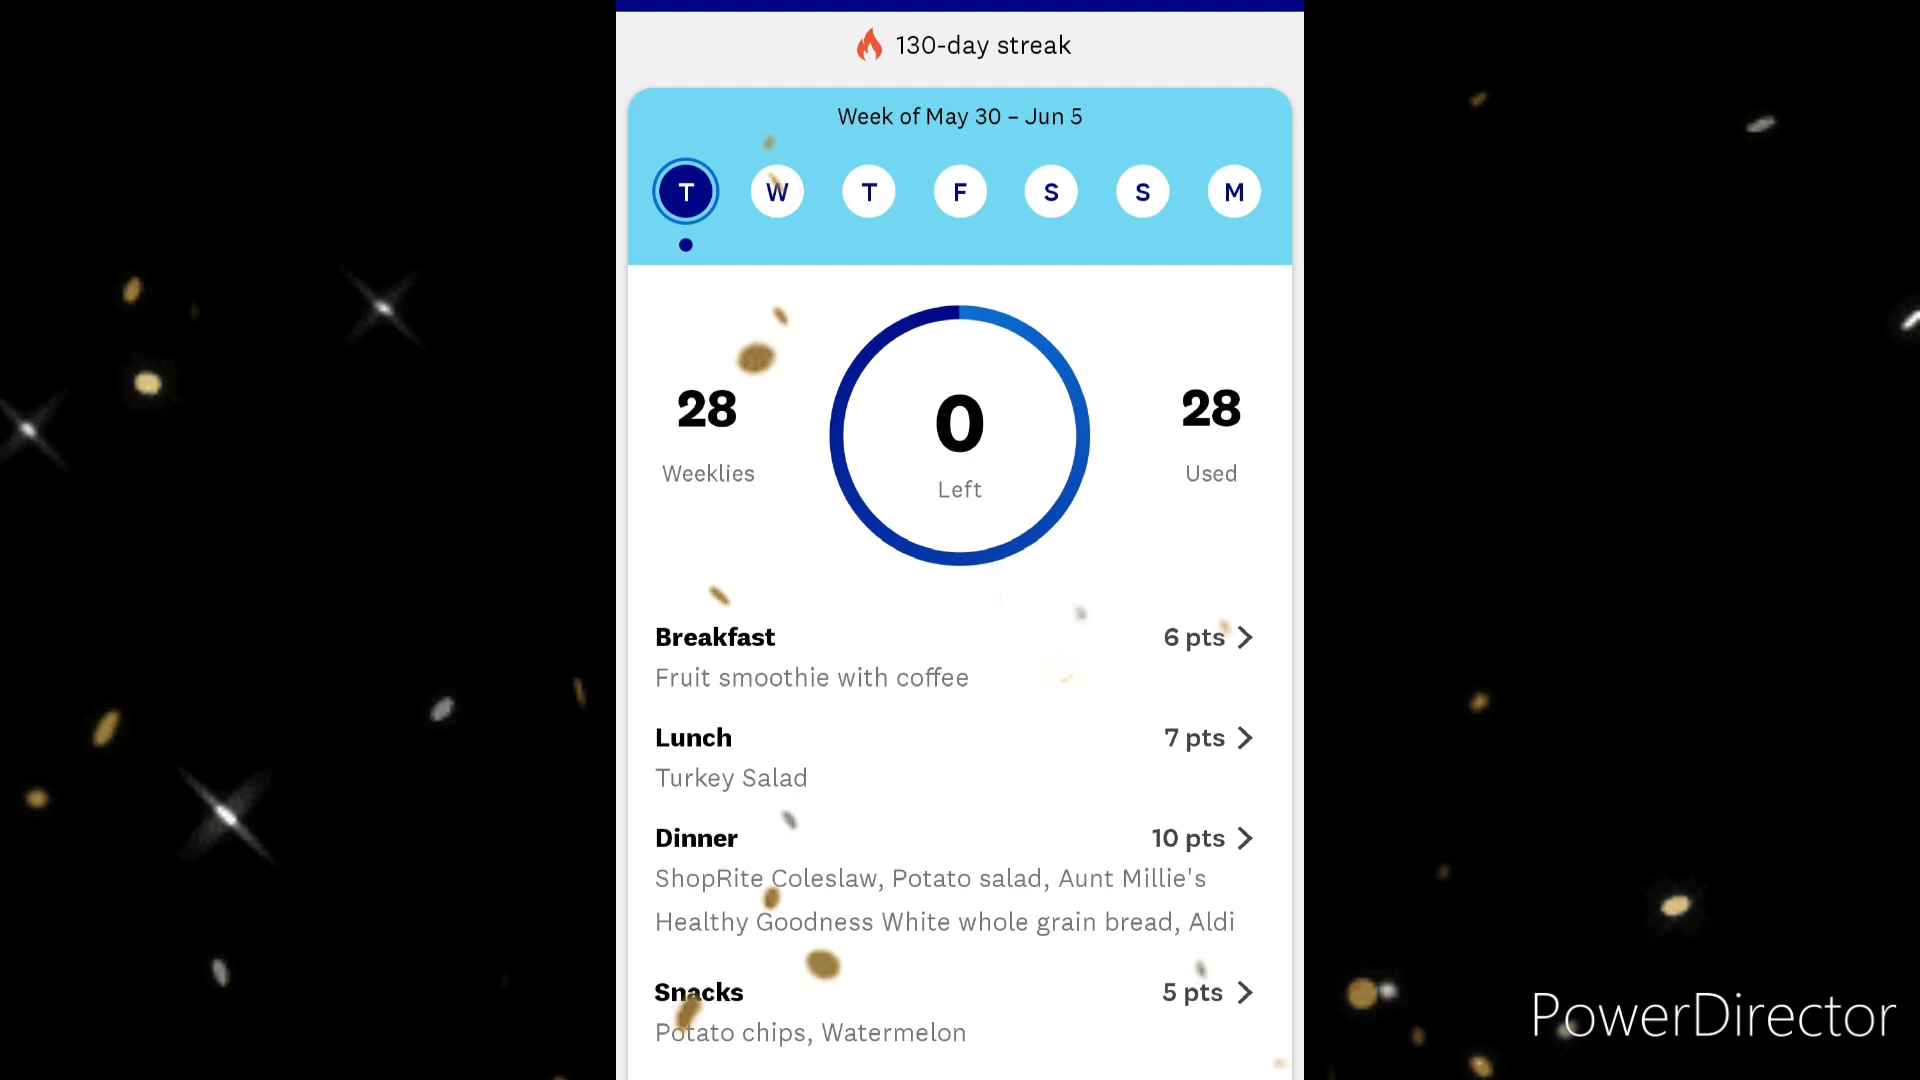 130-day streak
Week of May 30 – Jun 5
T W T F S S M
28 0 28
Weeklies Left Used
Breakfast 6 pts
Fruit smoothie with coffee
Lunch 7 pts
Turkey Salad
Dinner 10 pts
ShopRite Coleslaw, Potato salad, Aunt Millie's
Healthy Goodness White whole grain bread, Aldi
Snacks 5 pts
Potato chips, Watermelon
PowerDirector